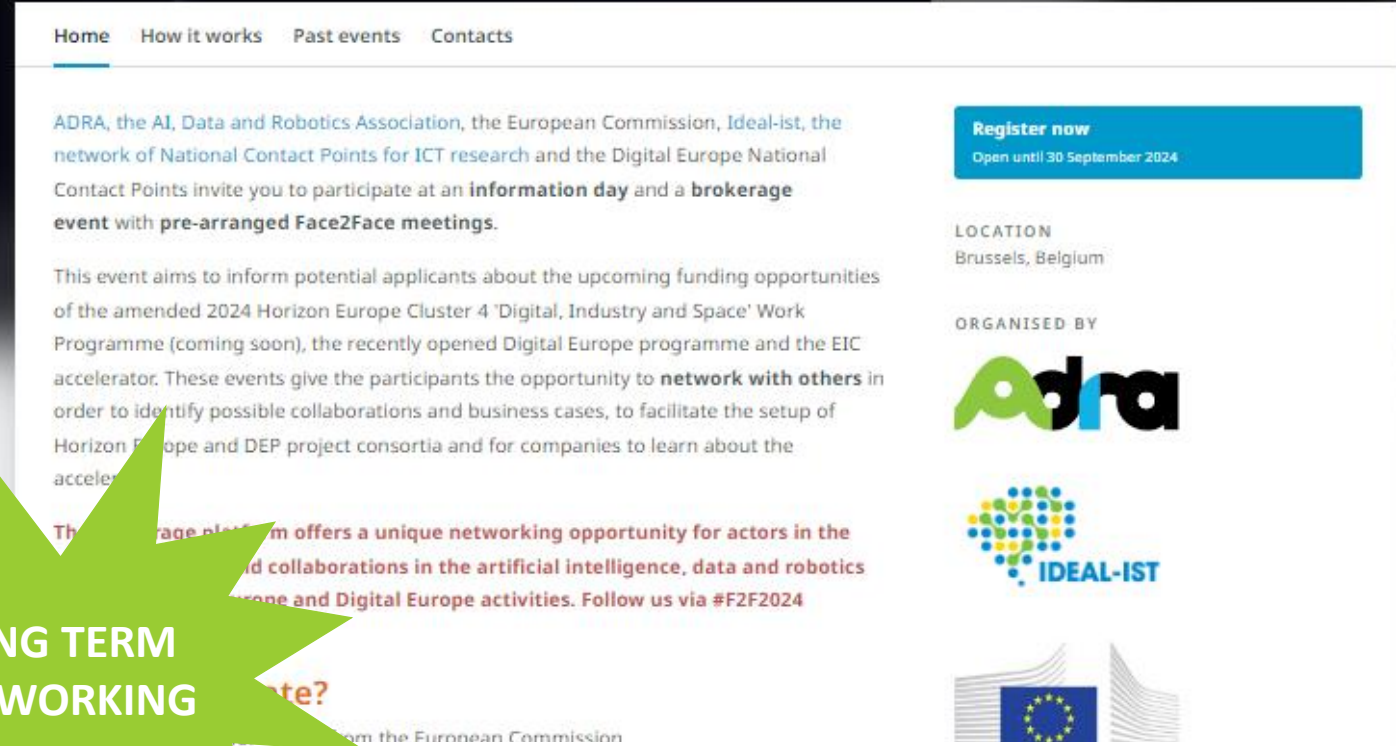 Home How it works Past events Contacts
ADRA, the AI, Data and Robotics Association, the European Commission, Ideal-ist, the
network of National Contact Points for ICT research and the Digital Europe National
Contact Points invite you to participate at an information day and a brokerage
event with pre-arranged Face2Face meetings.
This event aims to inform potential applicants about the upcoming funding opportunities
of the amended 2024 Horizon Europe Cluster 4 'Digital, Industry and Space' Work
Programme (coming soon), the recently opened Digital Europe programme and the EIC
accelerator. These events give the participants the opportunity to network with others in
order to identify possible collaborations and business cases, to facilitate the setup of
Horizon and DEP project consortia and for companies to learn about the
offers a unique networking opportunity for actors in the
collaborations in the artificial intelligence, data and robotics
and Digital Europe activities. Follow us via #F2F2024
TERM
WORKING
the European Commission
Register now
Open until 30 September 2024
LOCATION
Brussels, Belgium
ORGANISED BY
Adra
IDEAL-IST